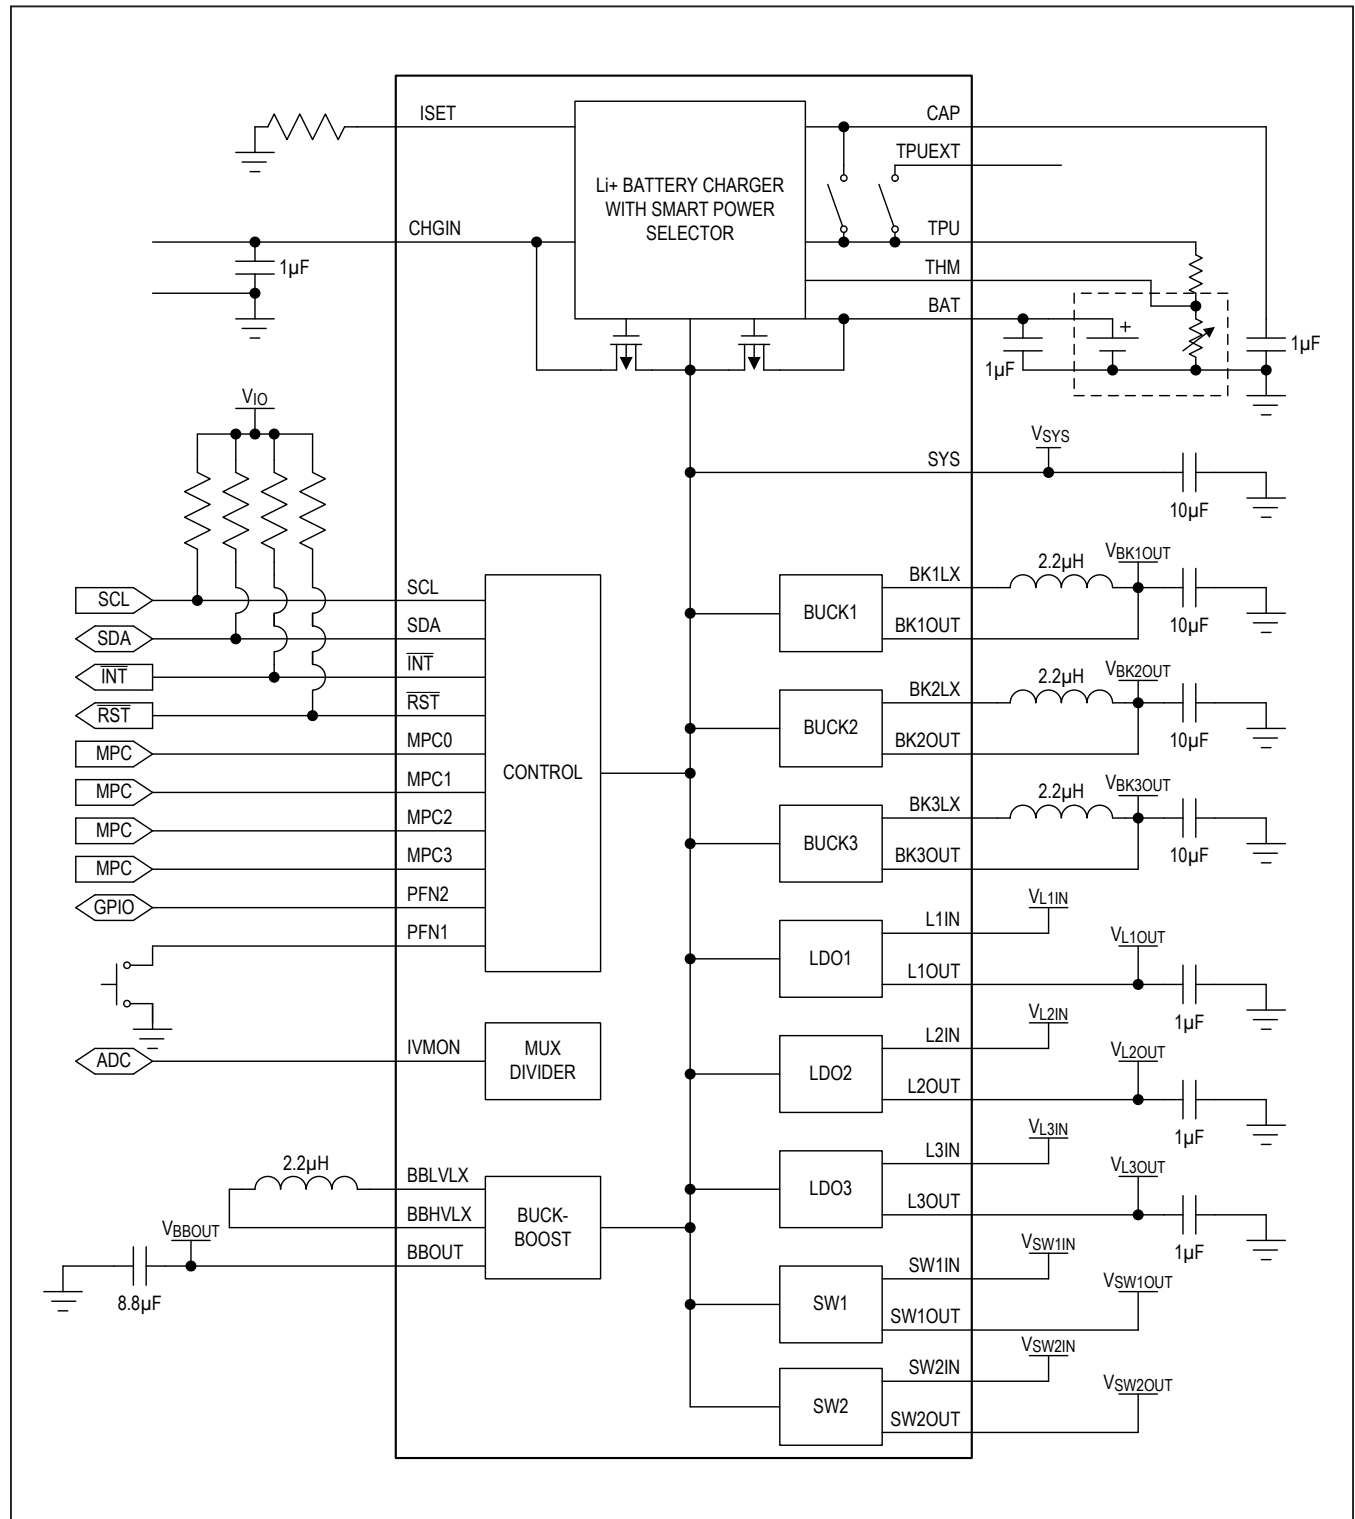 ISET
CAP
TPUEXT
Li+ BATTERY CHARGER
WITH SMART POWER
SELECTOR
CHGIN
TPU
1µF
THM
BAT
+
1µF
1µF
VIO
VSYS
SYS
10µF
2.2µH
VBK1OUT
BK1LX
SCL
SCL
BUCK1
10µF
SDA
SDA
BK1OUT
INT
INT
2.2µH
VBK2OUT
BK2LX
RST
RST
BUCK2
10µF
MPC
MPC0
BK2OUT
CONTROL
MPC
MPC1
2.2µH
VBK3OUT
BK3LX
MPC
MPC2
BUCK3
10µF
MPC
MPC3
BK3OUT
GPIO
PFN2
VL1IN
L1IN
PFN1
VL1OUT
LDO1
L1OUT
1µF
VL2IN
L2IN
ADC
IVMON
MUX
DIVIDER
VL2OUT
LDO2
L2OUT
1µF
VL3IN
L3IN
2.2µH
BBLVLX
VL3OUT
LDO3
L3OUT
BBHVLX
BUCK-
BOOST
VBBOUT
BBOUT
1µF
VSW1IN
SW1IN
8.8µF
VSW1OUT
SW1
SW1OUT
VSW2IN
SW2IN
VSW2OUT
SW2
SW2OUT